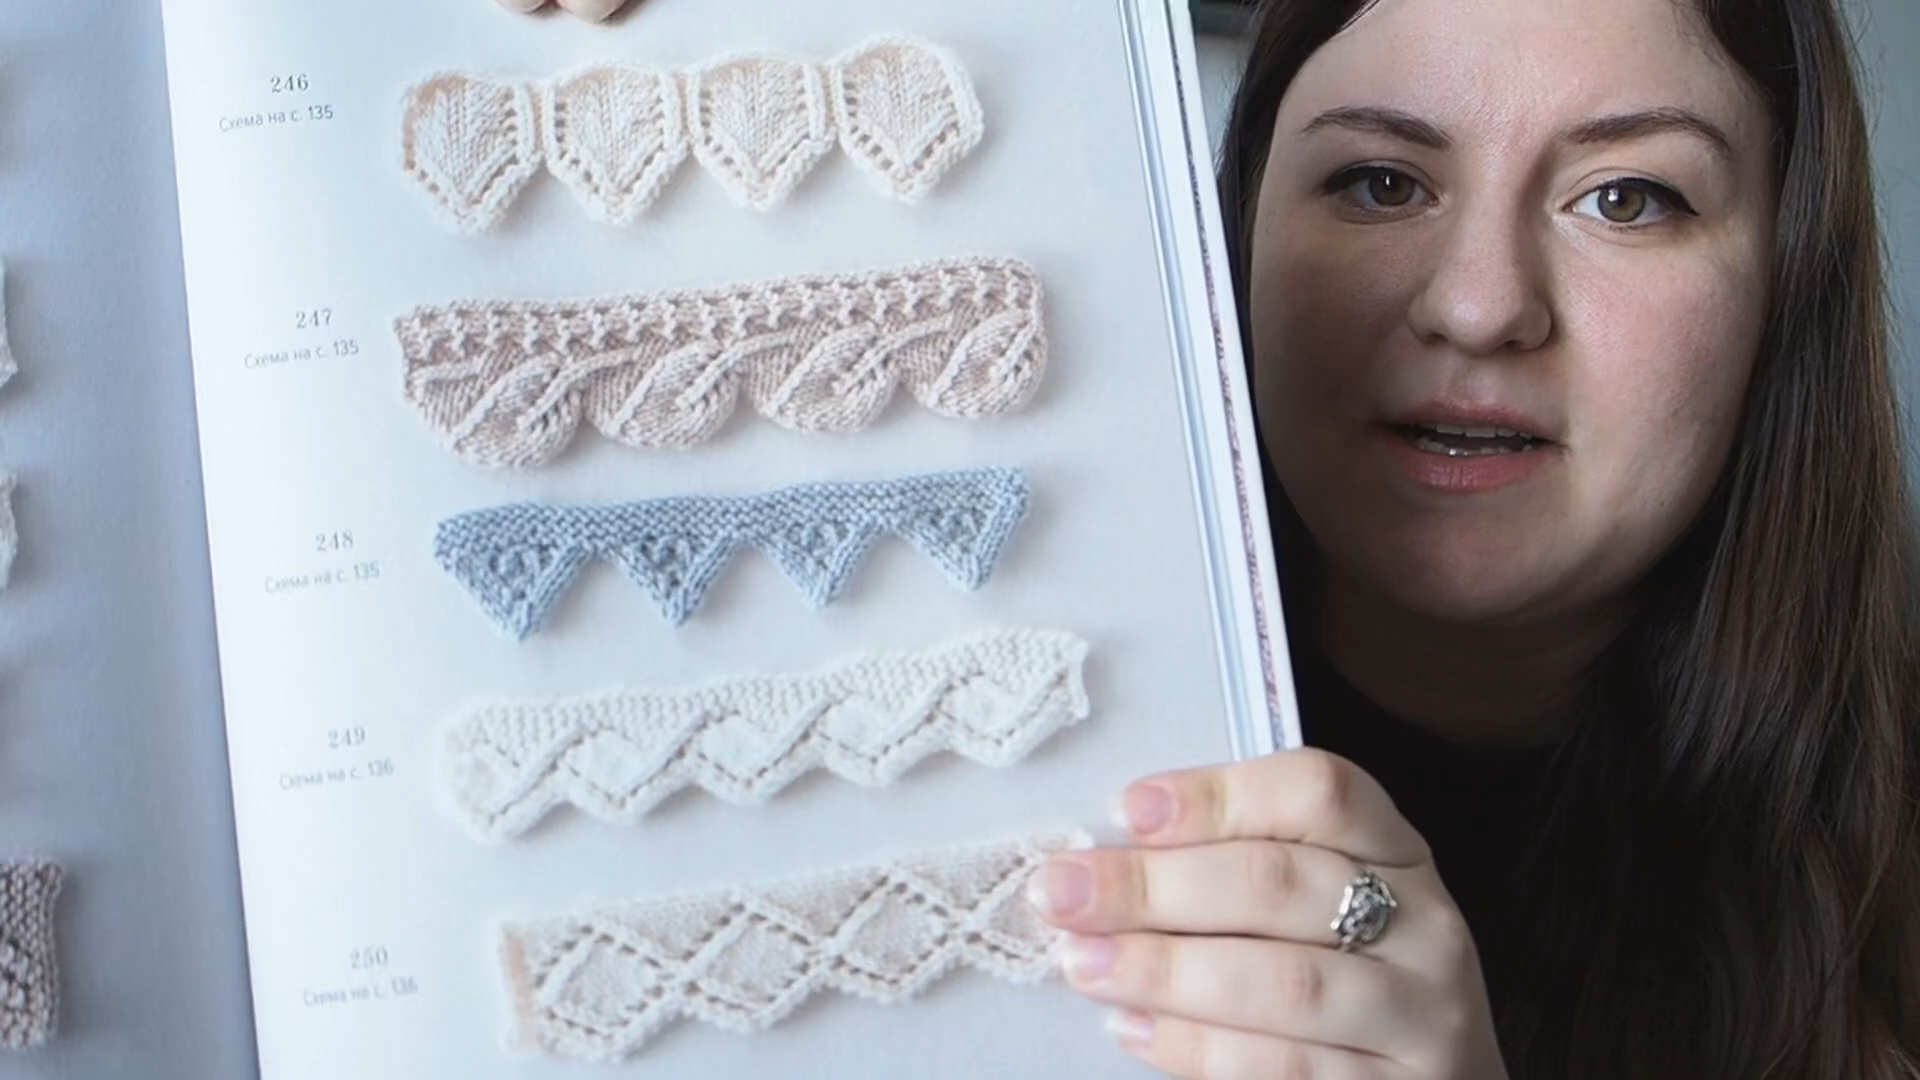 246
Схема на с. 135
247
Схема на с. 135
248
Схема на с. 135
249
Схема на с. 136
250
Схема на с. 136